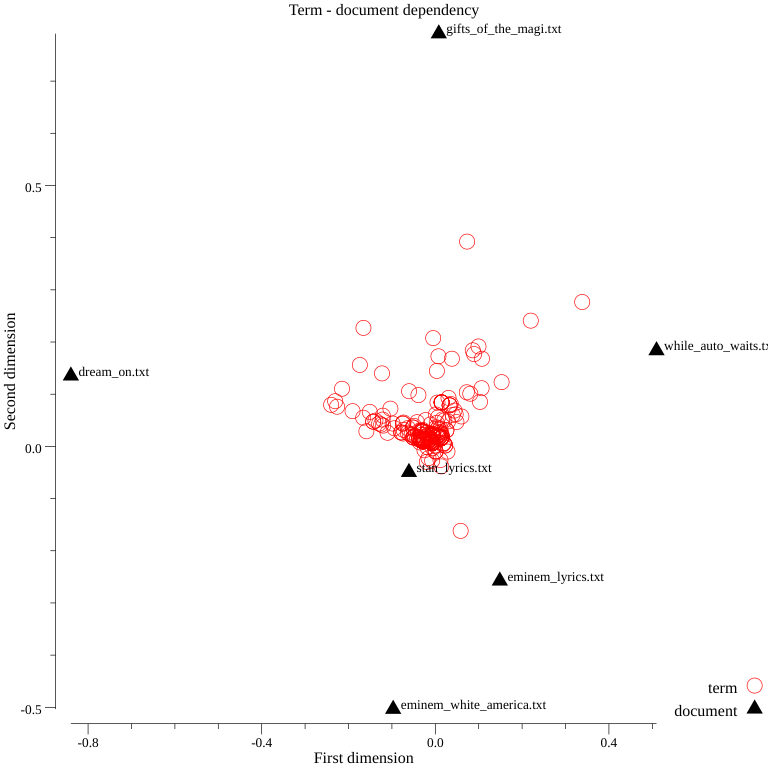 Term - document dependency
gifts_of_the_magi.txt
0.5
while_auto_waits.tx
dream_on.txt
Second dimension
0.0
stan_lyrics.txt
eminem_lyrics.txt
term
eminem_white_america.txt
document
-0.5
-0.8
-0.4
0.0
0.4
First dimension